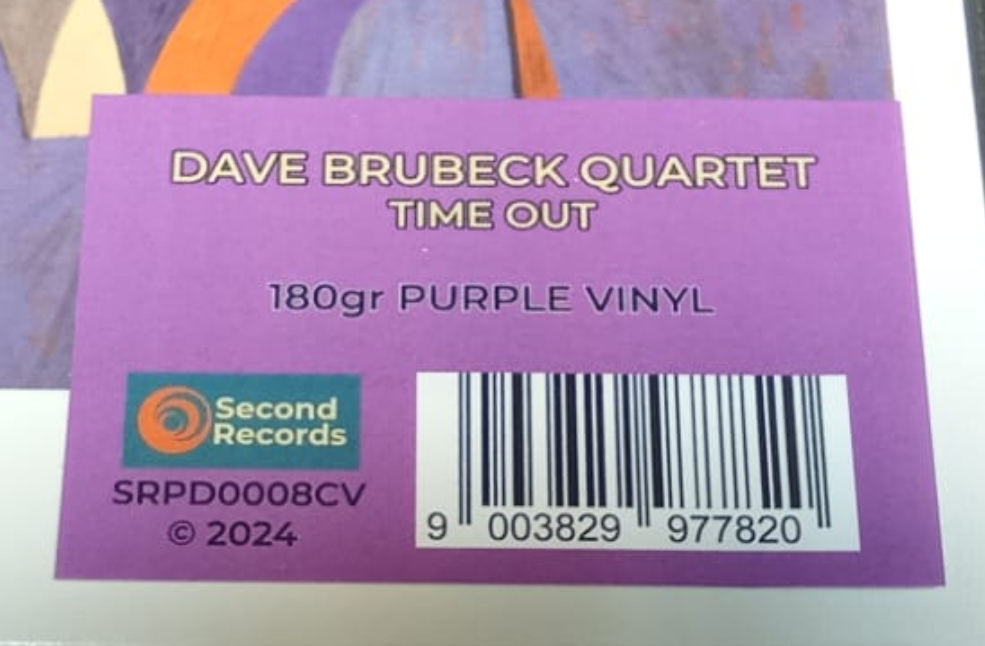 DAVE BRUBECK QUARTET
TIME OUT
180gr PURPLE VINYL
Second
Records
SRPD0008CV
© 2024
9 003829 977820